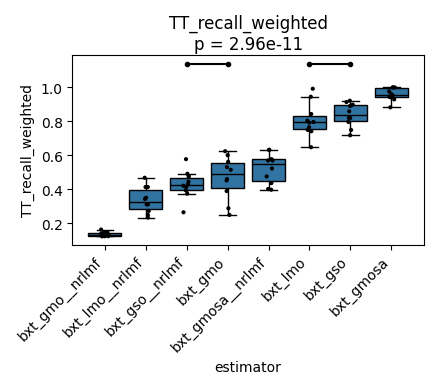 TT_recall_weighted
p = 2.96e-11
TT_recall_weighted
1.0
0.8
0.6
0.4
0.2
bxt_gmo__nrlmf
bxt_lmo__nrlmf
bxt_gso__nrlmf
bxt_gmo
bxt_gmosa__nrlmf
bxt_lmo
bxt_gso
bxt_gmosa
estimator